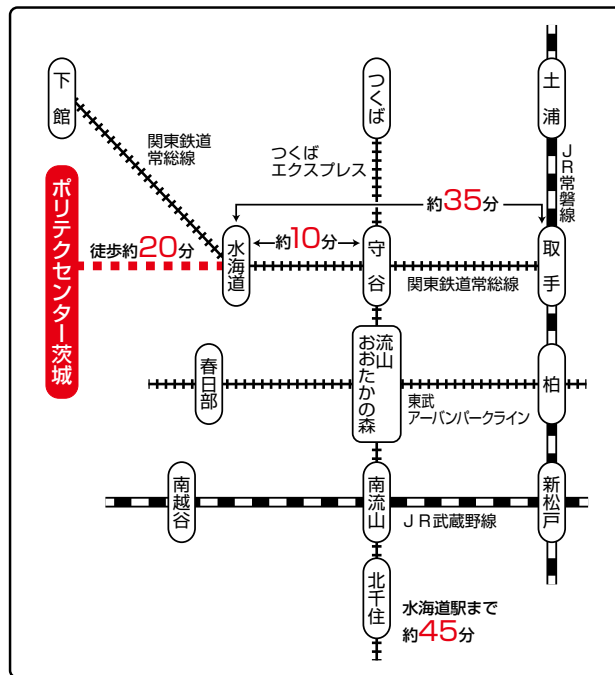 下館
つくば
土浦
関東鉄道
常総線
つくば
エクスプレス
JR常磐線
ポリテクセンター茨城
約35分
徒歩約20分
水海道
約10分
守谷
取手
関東鉄道常総線
春日部
流山
おおたかの森
柏
東武
アーバンパークライン
南越谷
南流山
新松戸
JR武蔵野線
北千住
水海道駅まで
約45分